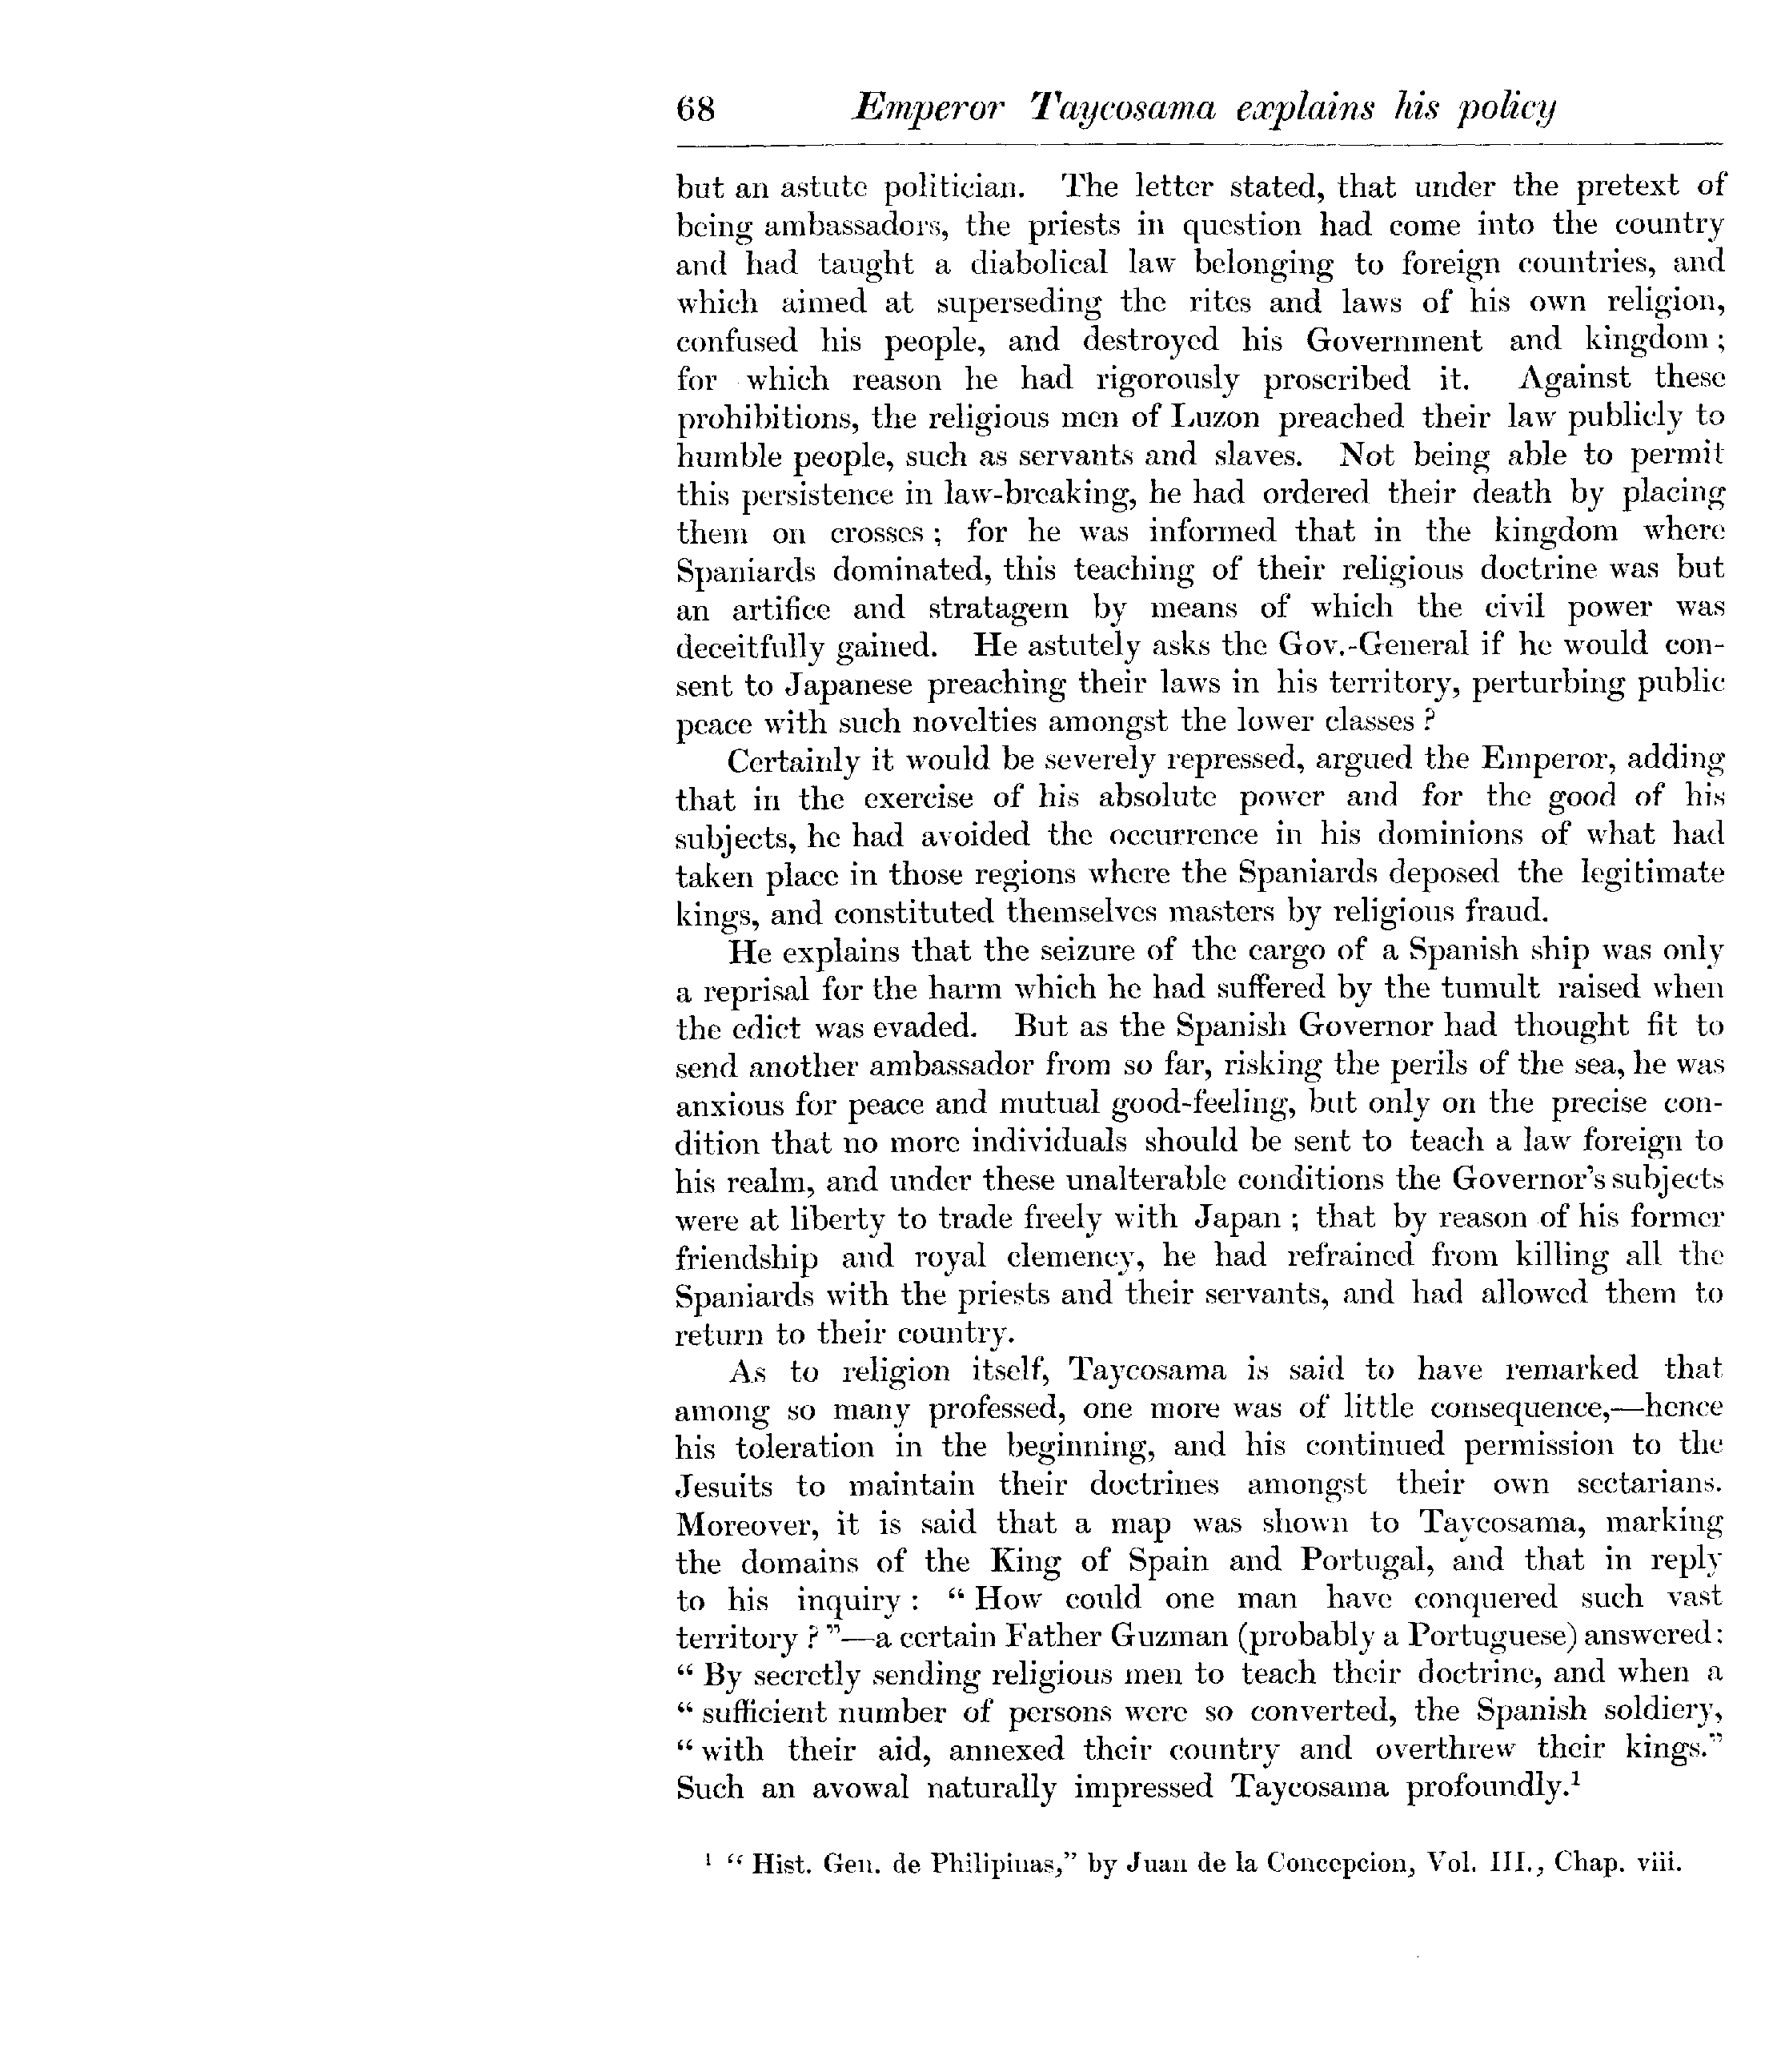 68 Emperor Taycosama explains his policy
but an astute politician. The letter stated, that under the pretext of
being ambassadors, the priests in question had come into the country
and had taught a diabolical law belonging to foreign countries, and
which aimed at superseding the rites and laws of his own religion,
confused his people, and destroyed his Government and kingdom ;
for which reason he had rigorously proscribed it. Against these
prohibitions, the religious men of Luzon preached their law publicly to
humble people, such as servants and slaves. Not being able to permit
this persistence in law-breaking, he had ordered their death by placing
them on crosses ; for he was informed that in the kingdom where
Spaniards dominated, this teaching of their religious doctrine was but
an artifice and stratagem by means of which the civil power was
deceitfully gained. He astutely asks the Gov.-General if he would con-
sent to Japanese preaching their laws in his territory, perturbing public
peace with such novelties amongst the lower classes ?
Certainly it would be severely repressed, argued the Emperor, adding
that in the exercise of his absolute power and for the good of his
subjects, he had avoided the occurrence in his dominions of what had
taken place in those regions where the Spaniards deposed the legitimate
kings, and constituted themselves masters by religious fraud.
He explains that the seizure of the cargo of a Spanish ship was only
a reprisal for the harm which he had suffered by the tumult raised when
the edict was evaded. But as the Spanish Governor had thought fit to
send another ambassador from so far, risking the perils of the sea, he was
anxious for peace and mutual good-feeling, but only on the precise con-
dition that no more individuals should be sent to teach a law foreign to
his realm, and under these unalterable conditions the Governor's subjects
were at liberty to trade freely with Japan ; that by reason of his former
friendship and royal clemency, he had refrained from killing all the
Spaniards with the priests and their servants, and had allowed them to
return to their country.
As to religion itself, Taycosama is said to have remarked that
among so many professed, one more was of little consequence,—hence
his toleration in the beginning, and his continued permission to the
Jesuits to maintain their doctrines amongst their own sectarians.
Moreover, it is said that a map was shown to Taycosama, marking
the domains of the King of Spain and Portugal, and that in reply
to his inquiry : “ How could one man have conquered such vast
territory ? ”—a certain Father Guzman (probably a Portuguese) answered:
“ By secretly sending religious men to teach their doctrine, and when a
“ sufficient number of persons were so converted, the Spanish soldiery,
“ with their aid, annexed their country and overthrew their kings.”
Such an avowal naturally impressed Taycosama profoundly.¹
¹ “ Hist. Gen. de Philipinas,” by Juan de la Concepcion, Vol. III., Chap. viii.